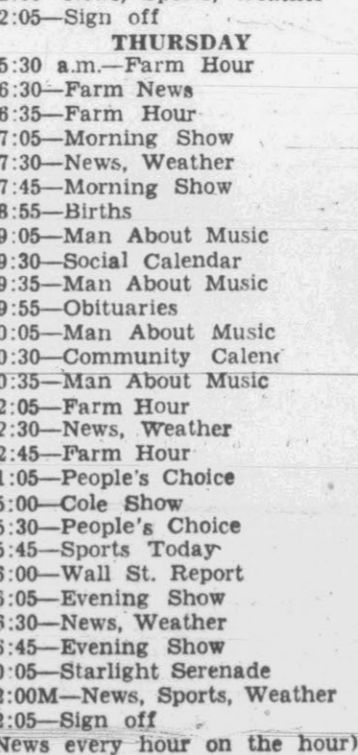 2:05—Sign off
THURSDAY
5:30 a.m.—Farm Hour
6:30—Farm News
6:35—Farm Hour
7:05—Morning Show
7:30—News, Weather
7:45—Morning Show
8:55—Births
9:05—Man About Music
9:30—Social Calendar
9:35—Man About Music
9:55—Obituaries
0:05—Man About Music
0:30—Community Calend
0:35—Man About Music
2:05—Farm Hour
2:30—News, Weather
2:45—Farm Hour
1:05—People's Choice
5:00—Cole Show
5:30—People's Choice
5:45—Sports Today
6:00—Wall St. Report
6:05—Evening Show
6:30—News, Weather
6:45—Evening Show
:05—Starlight Serenade
2:00M—News, Sports, Weather
2:05—Sign off
News every hour on the hour)